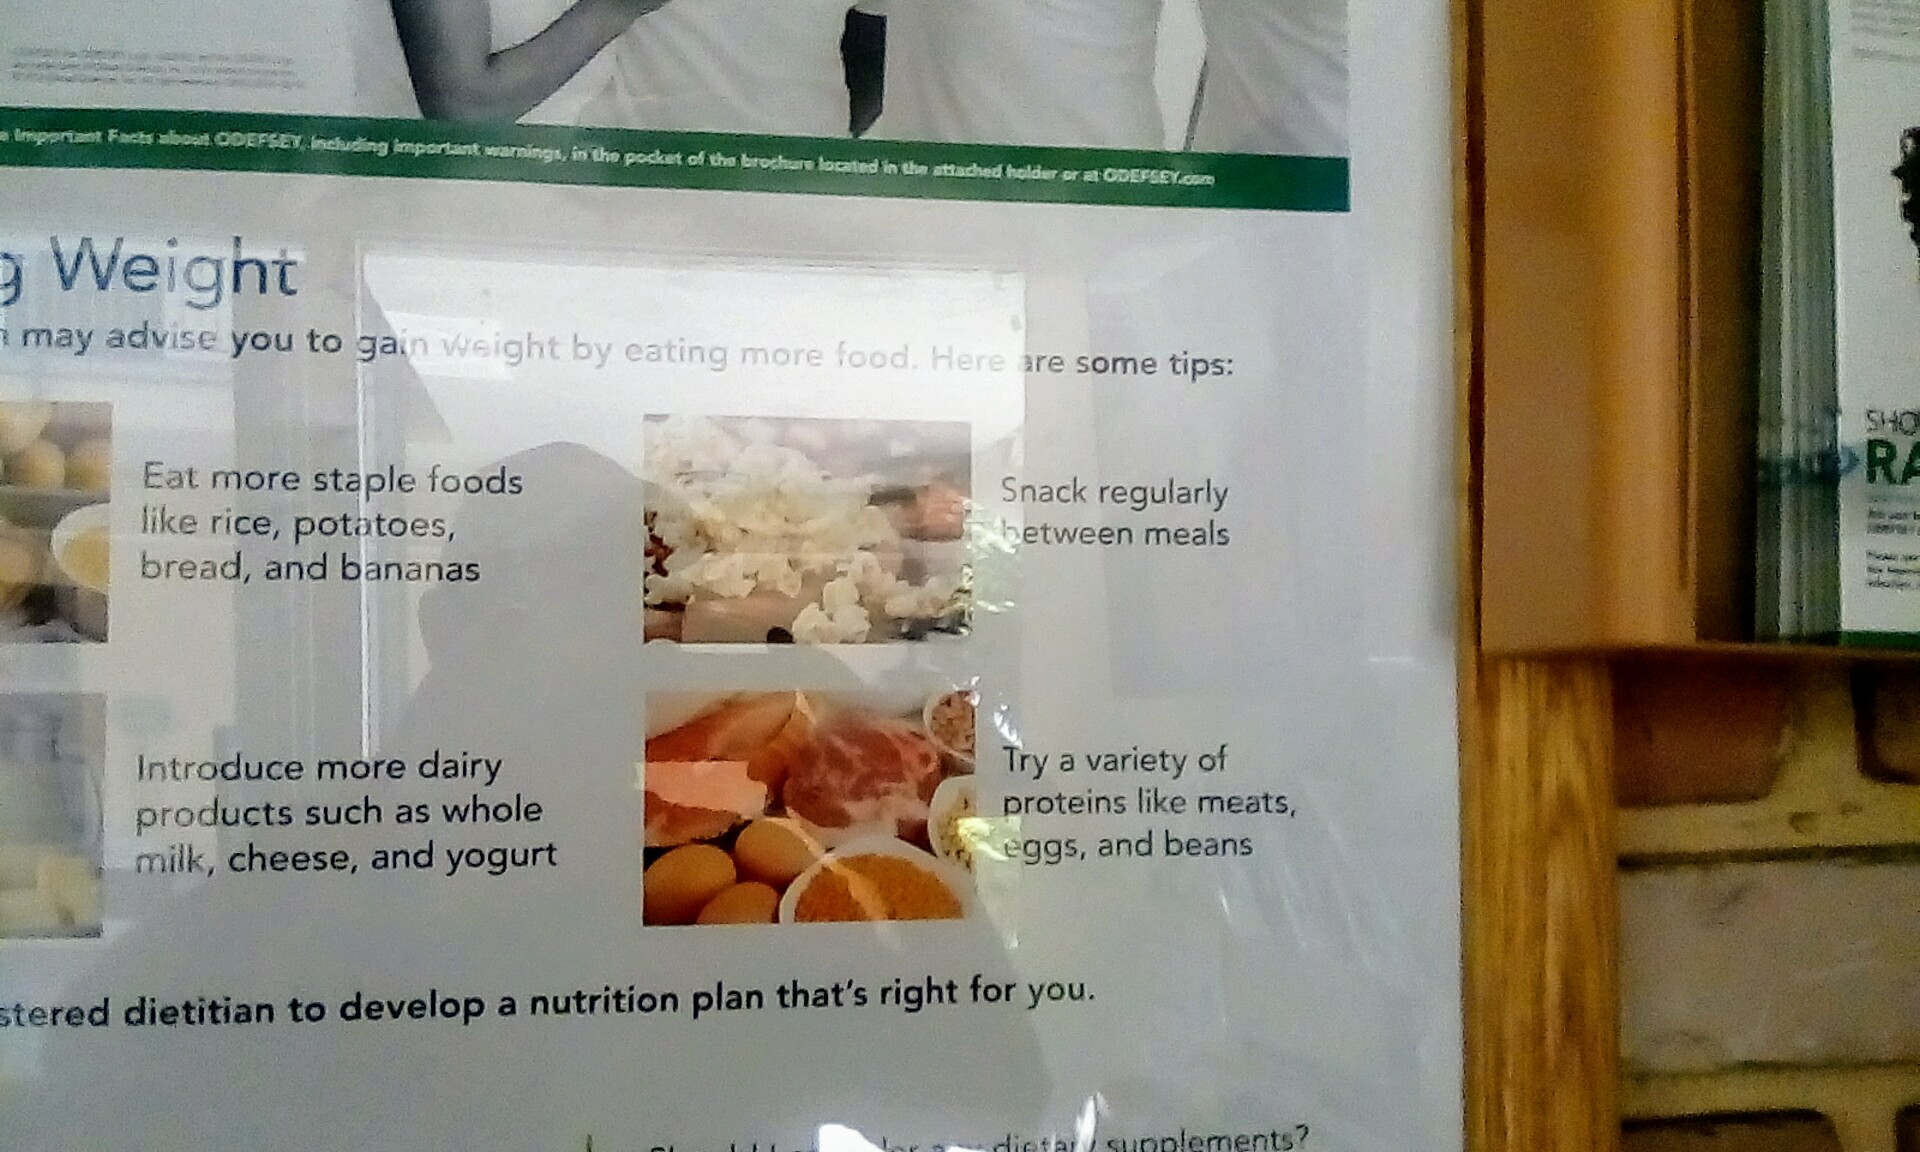 Important Facts about ODEFSEY, including important warnings, in the pocket of the brochure located in the attached holder or at ODEFSEY.com
g Weight
may advise you to gain weight by eating more food. Here are some tips:
Eat more staple foods
like rice, potatoes,
bread, and bananas
Snack regularly
between meals
Introduce more dairy
products such as whole
milk, cheese, and yogurt
Try a variety of
proteins like meats,
eggs, and beans
stered dietitian to develop a nutrition plan that's right for you.
dietary supplements?
SHO
RA